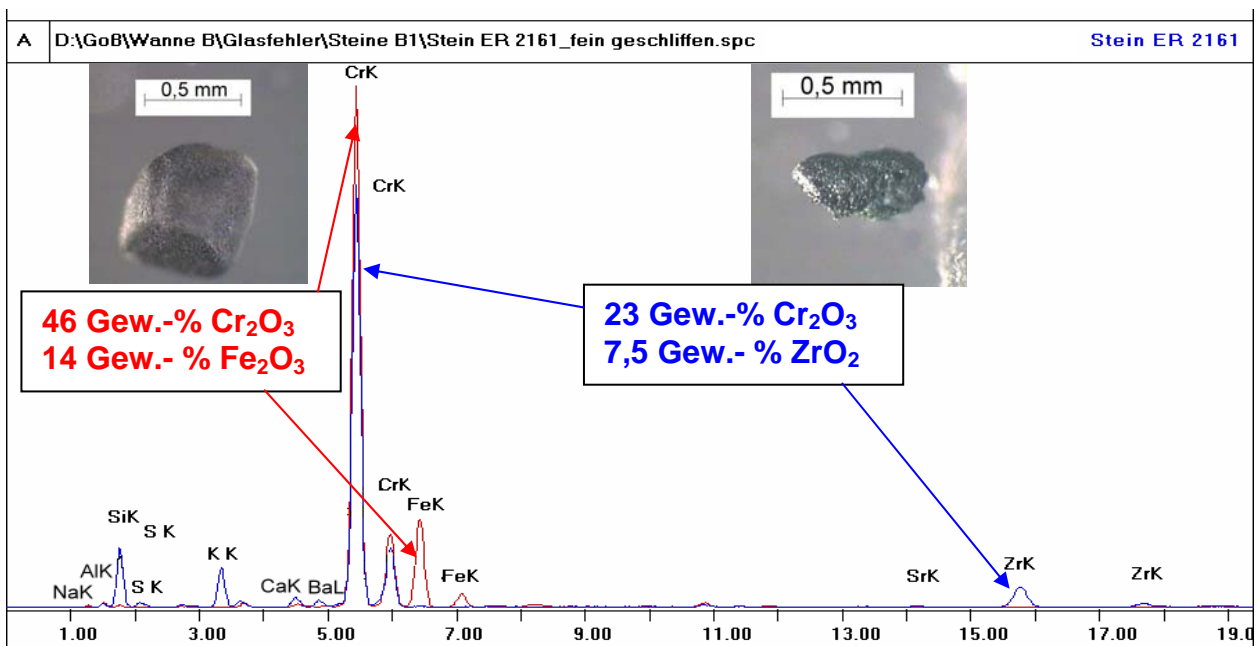 A D:\GoB\Wanne B\Glasfehler\Steine B1\Stein ER 2161_fein geschliffen.spc Stein ER 2161
0,5 mm
CrK
0,5 mm
CrK
46 Gew.-% Cr₂O₃
14 Gew.- % Fe₂O₃
23 Gew.-% Cr₂O₃
7,5 Gew.- % ZrO₂
CrK
FeK
SiK
S K
K K
AlK
NaK
S K
CaK
BaL
FeK
SrK
ZrK
ZrK
1.00 3.00 5.00 7.00 9.00 11.00 13.00 15.00 17.00 19.0